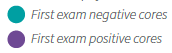 First exam negative cores
First exam positive cores